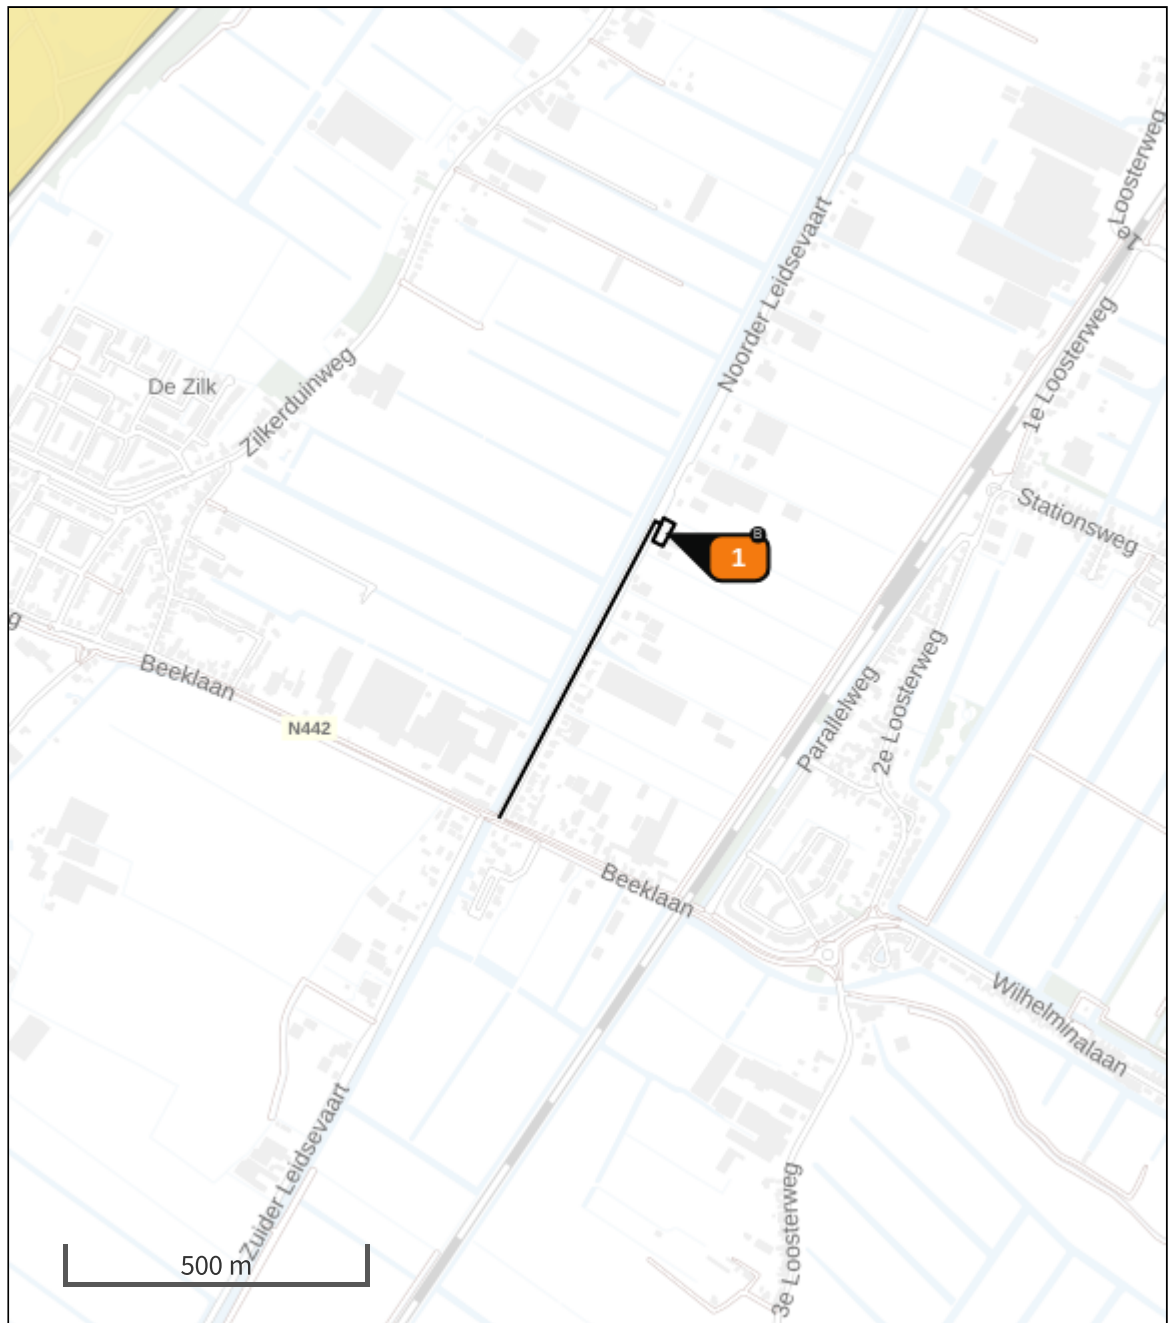 1e Loosterweg
Noorder Leidsevaart
1e Loosterweg
De Zilk
Zilkerduinweg
Stationsweg
B
1
g
Beeklaan
N442
Parallelweg
2e Loosterweg
Beeklaan
Wilhelminalaan
Zuider Leidsevaart
3e Loosterweg
500 m